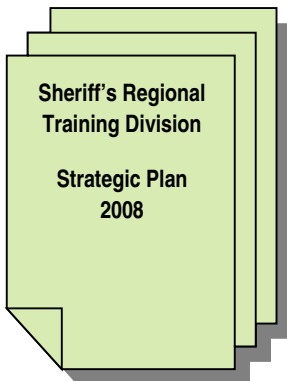 Sheriff's Regional
Training Division
Strategic Plan
2008